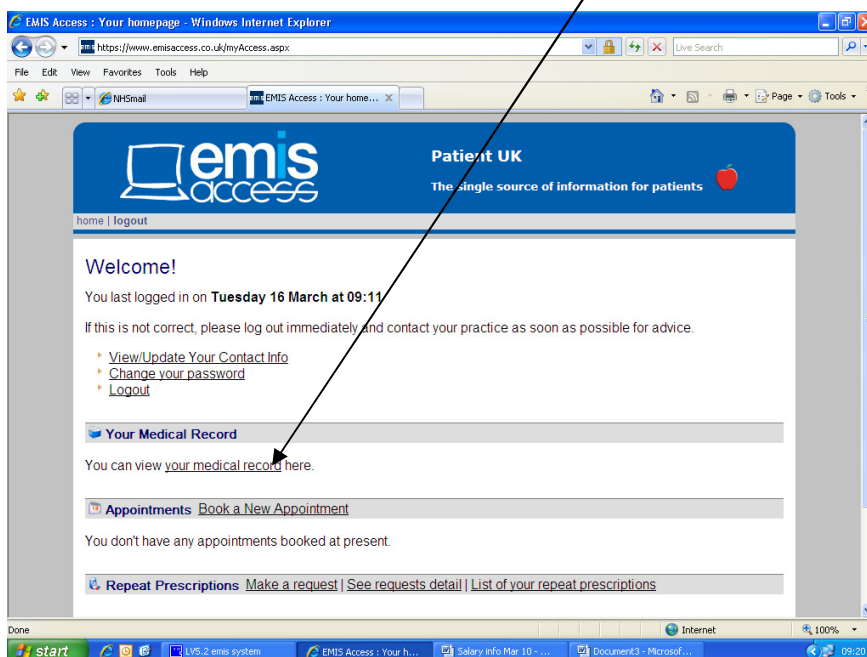 EMIS Access : Your homepage - Windows Internet Explorer
emis https://www.emisaccess.co.uk/myAccess.aspx Live Search
File Edit View Favorites Tools Help
NHSmail emis EMIS Access : Your home... X Page Tools
emis Patient UK
access The single source of information for patients
home | logout
Welcome!
You last logged in on Tuesday 16 March at 09:11
If this is not correct, please log out immediately and contact your practice as soon as possible for advice.
View/Update Your Contact Info
Change your password
Logout
Your Medical Record
You can view your medical record here.
Appointments Book a New Appointment
You don't have any appointments booked at present.
Repeat Prescriptions Make a request | See requests detail | List of your repeat prescriptions
Done Internet 100%
start LV5.2 emis system EMIS Access : Your h... Salary info Mar 10 - ... Document3 - Microsof... 09:20